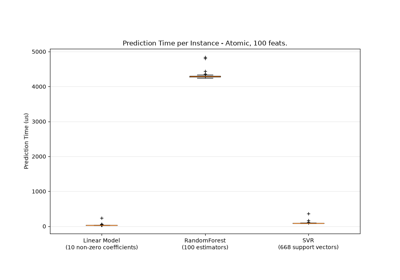 Prediction Time per Instance - Atomic, 100 feats.
Prediction Time (us)
5000
4000
3000
2000
1000
0
Linear Model
(10 non-zero coefficients)
RandomForest
(100 estimators)
SVR
(668 support vectors)